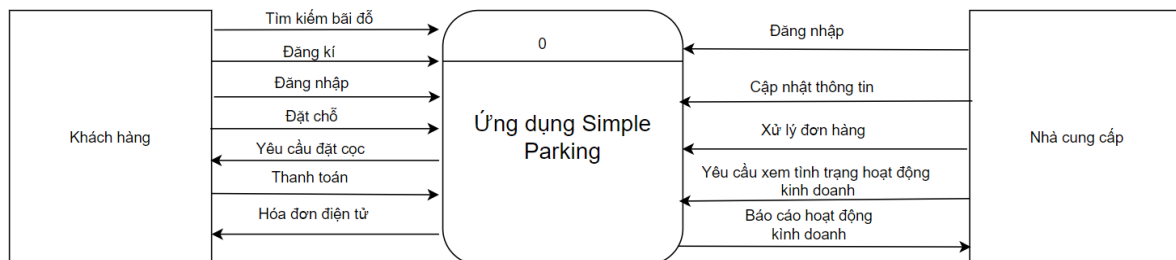 Khách hàng
Tìm kiếm bãi đỗ
Đăng kí
Đăng nhập
Đặt chỗ
Yêu cầu đặt cọc
Thanh toán
Hóa đơn điện tử
0
Ứng dụng Simple
Parking
Đăng nhập
Cập nhật thông tin
Xử lý đơn hàng
Yêu cầu xem tình trạng hoạt động
kinh doanh
Báo cáo hoạt động
kình doanh
Nhà cung cấp